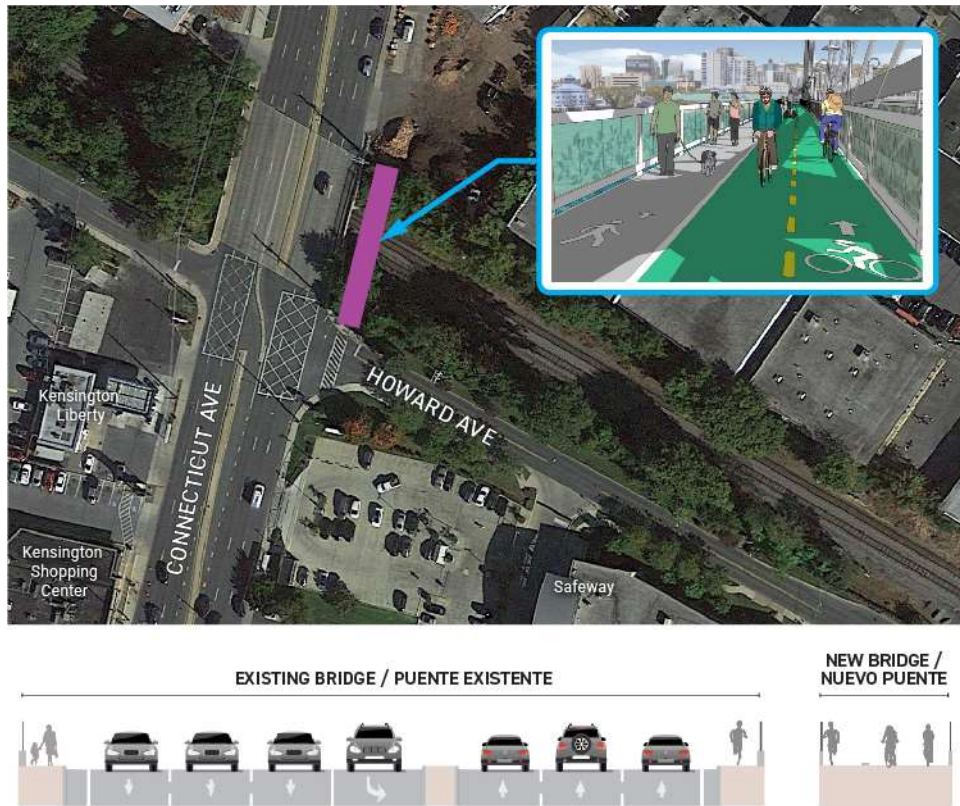 Kensington
Liberty
CONNECTICUT AVE
HOWARD AVE
Kensington
Shopping
Center
Safeway
EXISTING BRIDGE / PUENTE EXISTENTE
NEW BRIDGE /
NUEVO PUENTE